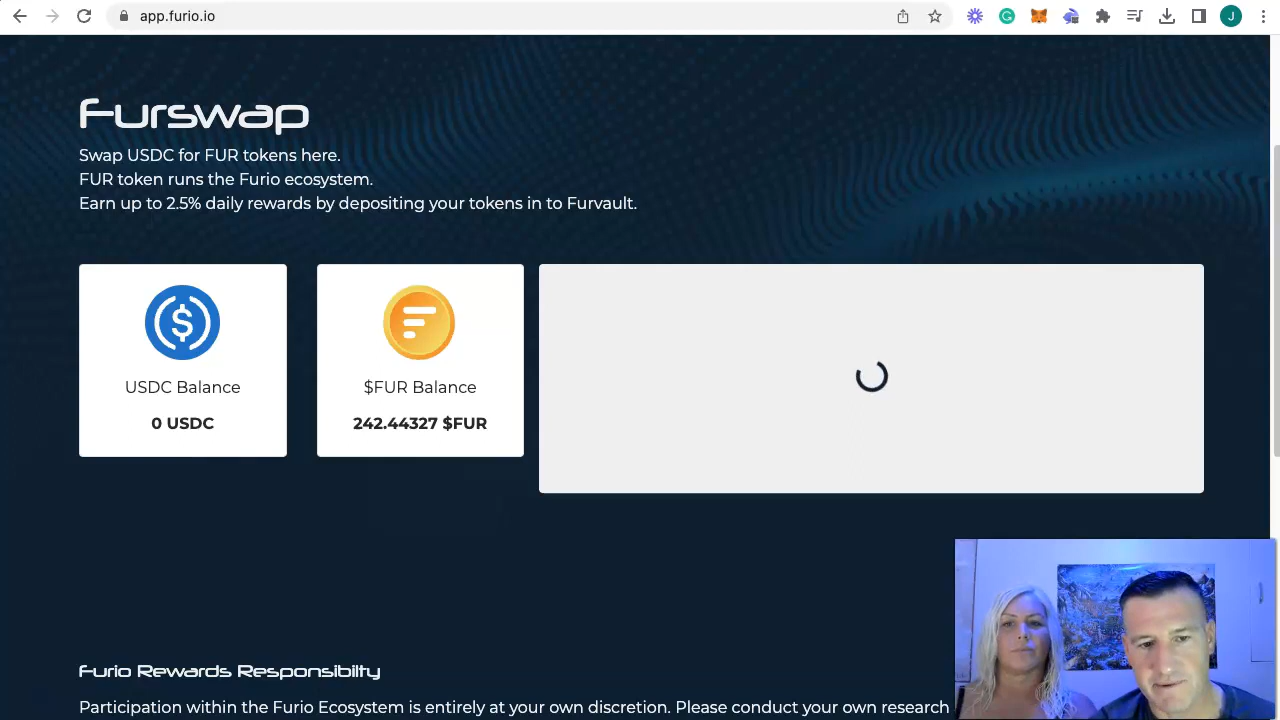 app.furio.io
J
Furswap
Swap USDC for FUR tokens here.
FUR token runs the Furio ecosystem.
Earn up to 2.5% daily rewards by depositing your tokens in to Furvault.
USDC Balance
0 USDC
$FUR Balance
242.44327 $FUR
Furio Rewards Responsibilty
Participation within the Furio Ecosystem is entirely at your own discretion. Please conduct your own research